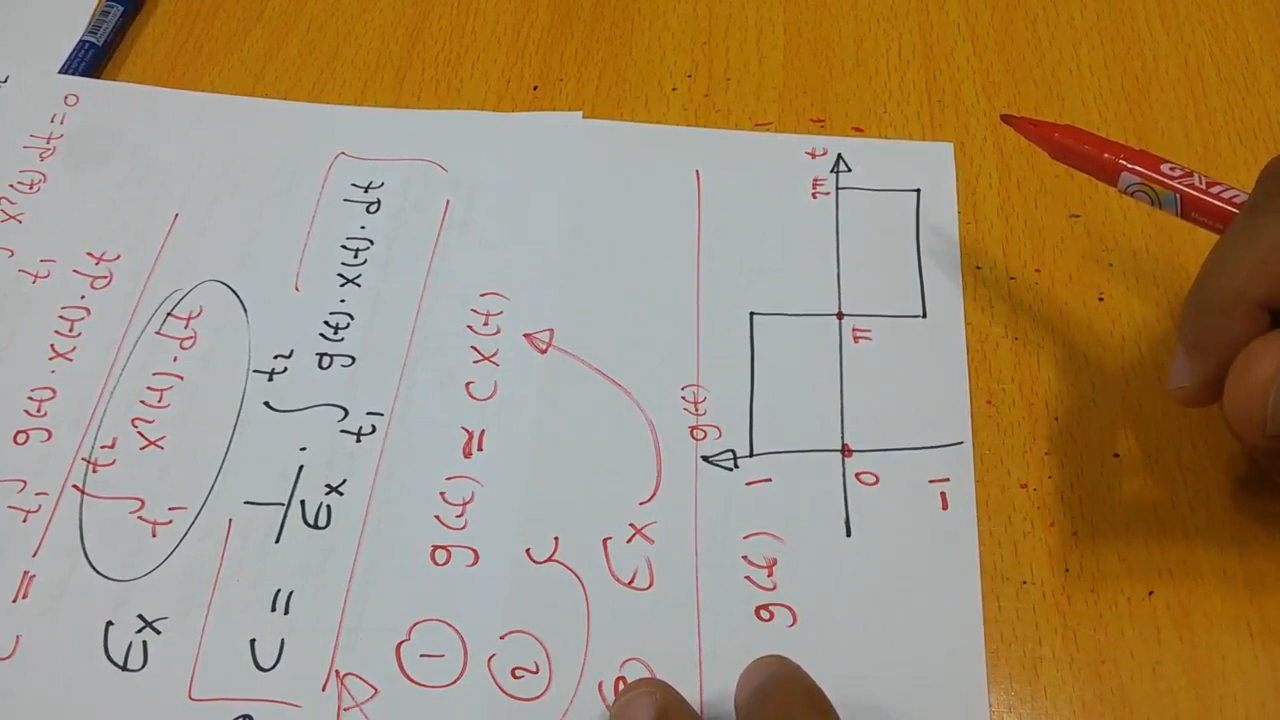 ∫ x²(t) dt = 0
t₁
C = ∫ g(t) · x(t) · dt
t₁
t₂
∫ x²(t) · dt
t₁
Ex
C = 1/Ex · ∫ g(t) · x(t) · dt
t₂
t₁
① g(t) ≈ C x(t)
② C
Ex
g(t)
g(t)
1
0
-1
π
2π
t